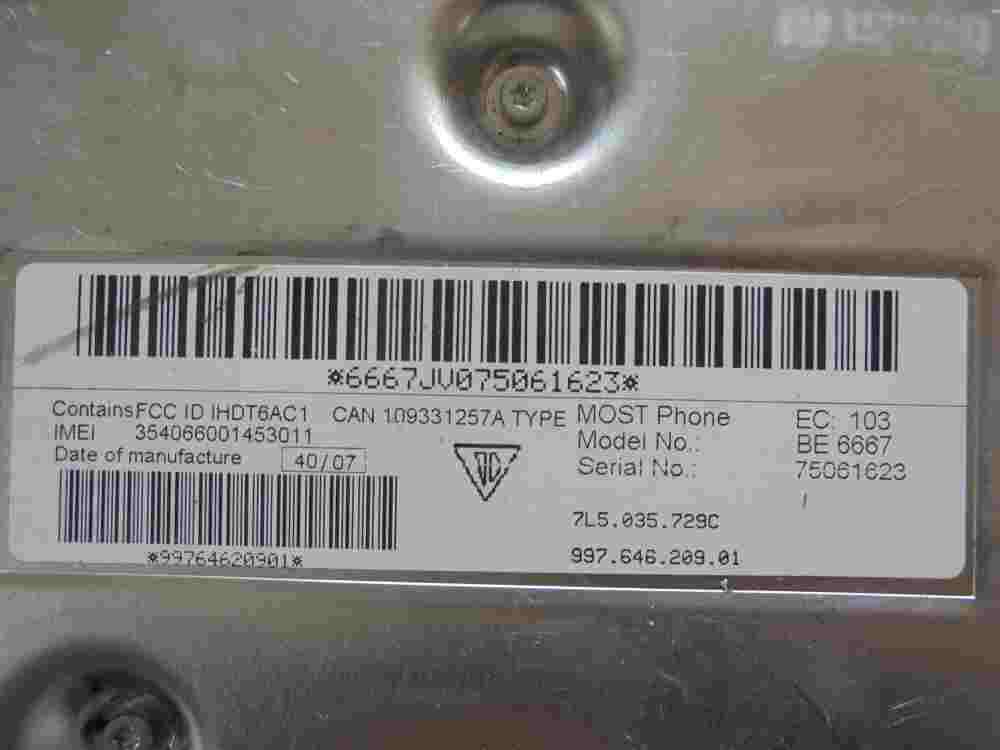 *6667JV075061623*
Contains FCC ID IHDT6AC1 CAN 109331257A TYPE MOST Phone EC: 103
IMEI 354066001453011 Model No.: BE 6667
Date of manufacture 40/07 Serial No.: 75061623
7L5.035.729C
*99764620901*
997.646.209.01